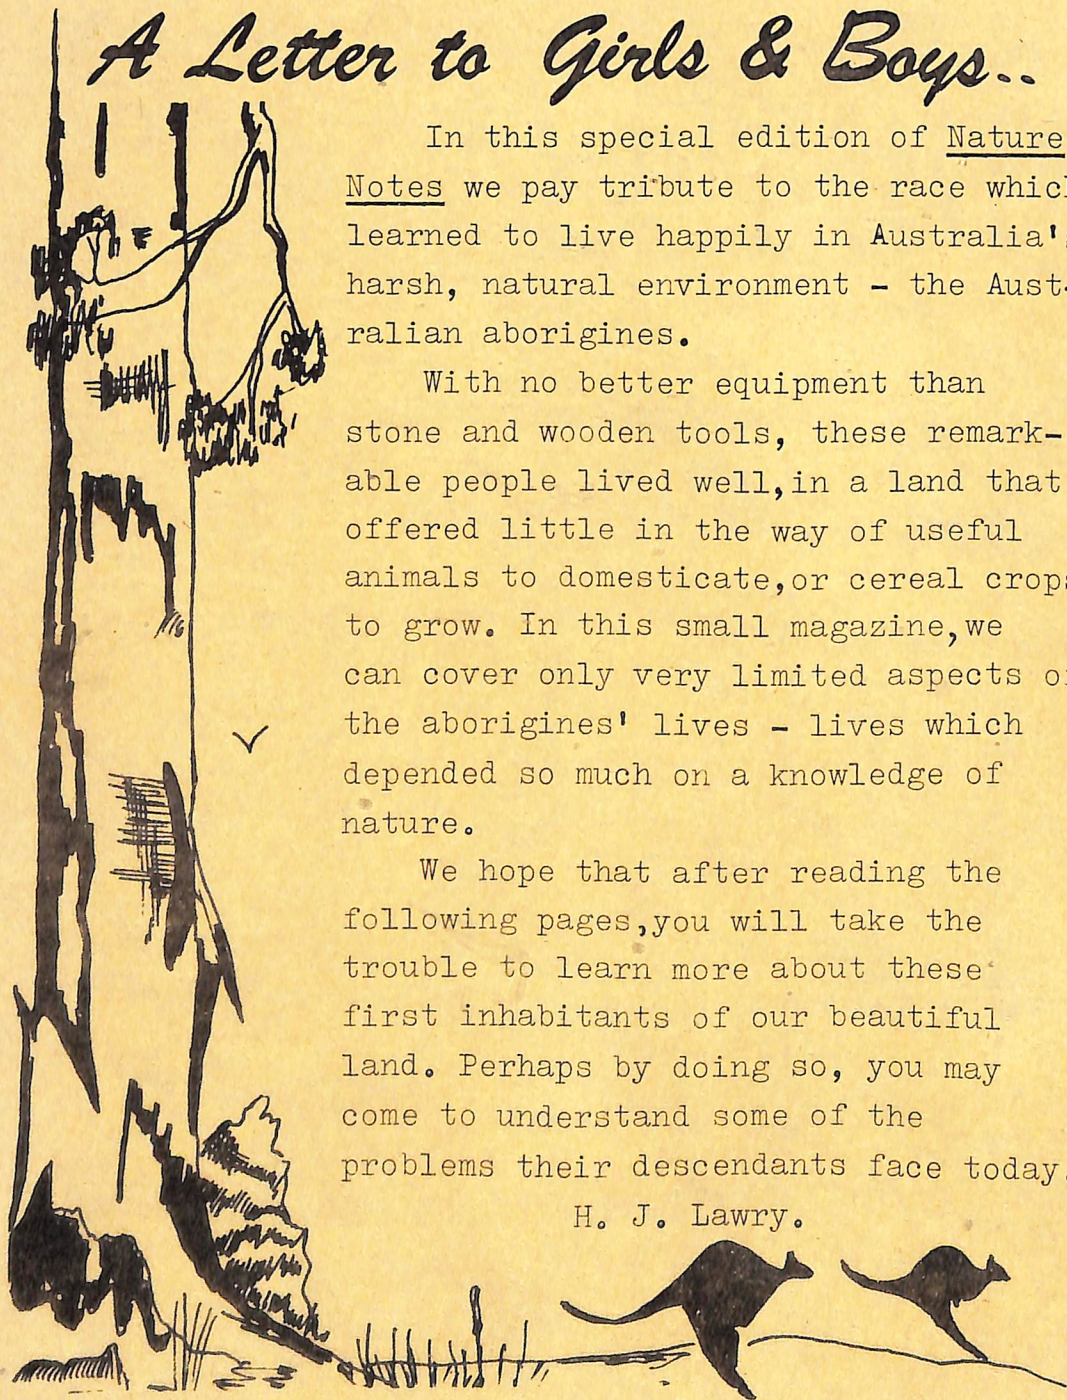 A Letter to Girls & Boys..
In this special edition of Nature
Notes we pay tribute to the race which
learned to live happily in Australia's
harsh, natural environment - the Aust-
ralian aborigines.
With no better equipment than
stone and wooden tools, these remark-
able people lived well,in a land that
offered little in the way of useful
animals to domesticate,or cereal crops
to grow. In this small magazine,we
can cover only very limited aspects of
the aborigines' lives - lives which
depended so much on a knowledge of
nature.
We hope that after reading the
following pages,you will take the
trouble to learn more about these
first inhabitants of our beautiful
land. Perhaps by doing so, you may
come to understand some of the
problems their descendants face today.
H. J. Lawry.